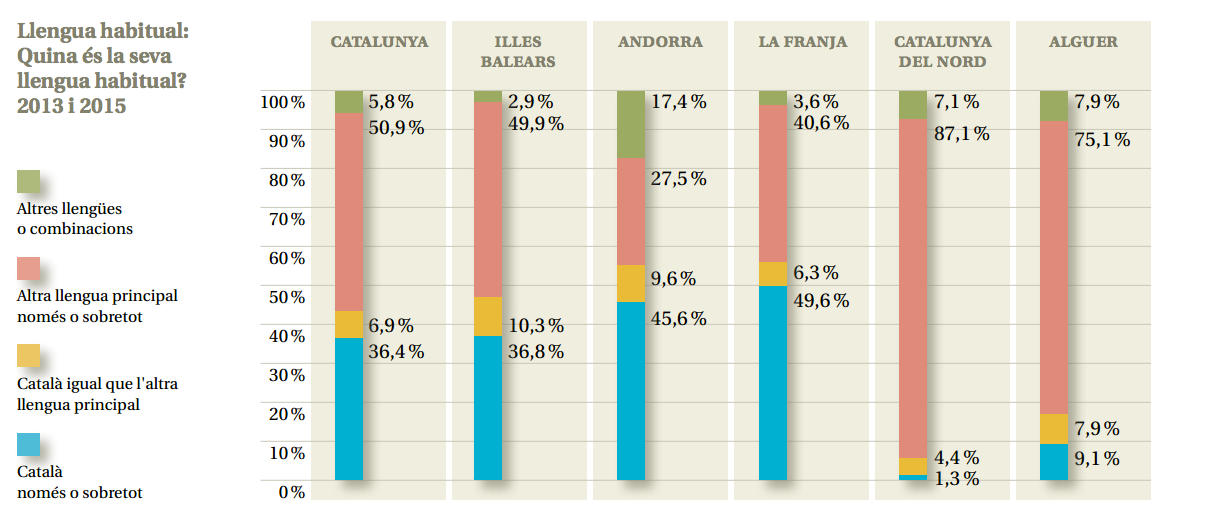 Llengua habitual:
Quina és la seva
llengua habitual?
2013 i 2015
Altres llengües
o combinacions
Altra llengua principal
només o sobretot
Català igual que l'altra
llengua principal
Català
només o sobretot
100 %
90 %
80 %
70 %
60 %
50 %
40 %
30 %
20 %
10 %
0 %
CATALUNYA
5,8 %
50,9 %
6,9 %
36,4 %
ILLES
BALEARS
2,9 %
49,9 %
10,3 %
36,8 %
ANDORRA
17,4 %
27,5 %
9,6 %
45,6 %
LA FRANJA
3,6 %
40,6 %
6,3 %
49,6 %
CATALUNYA
DEL NORD
7,1 %
87,1 %
4,4 %
1,3 %
ALGUER
7,9 %
75,1 %
7,9 %
9,1 %